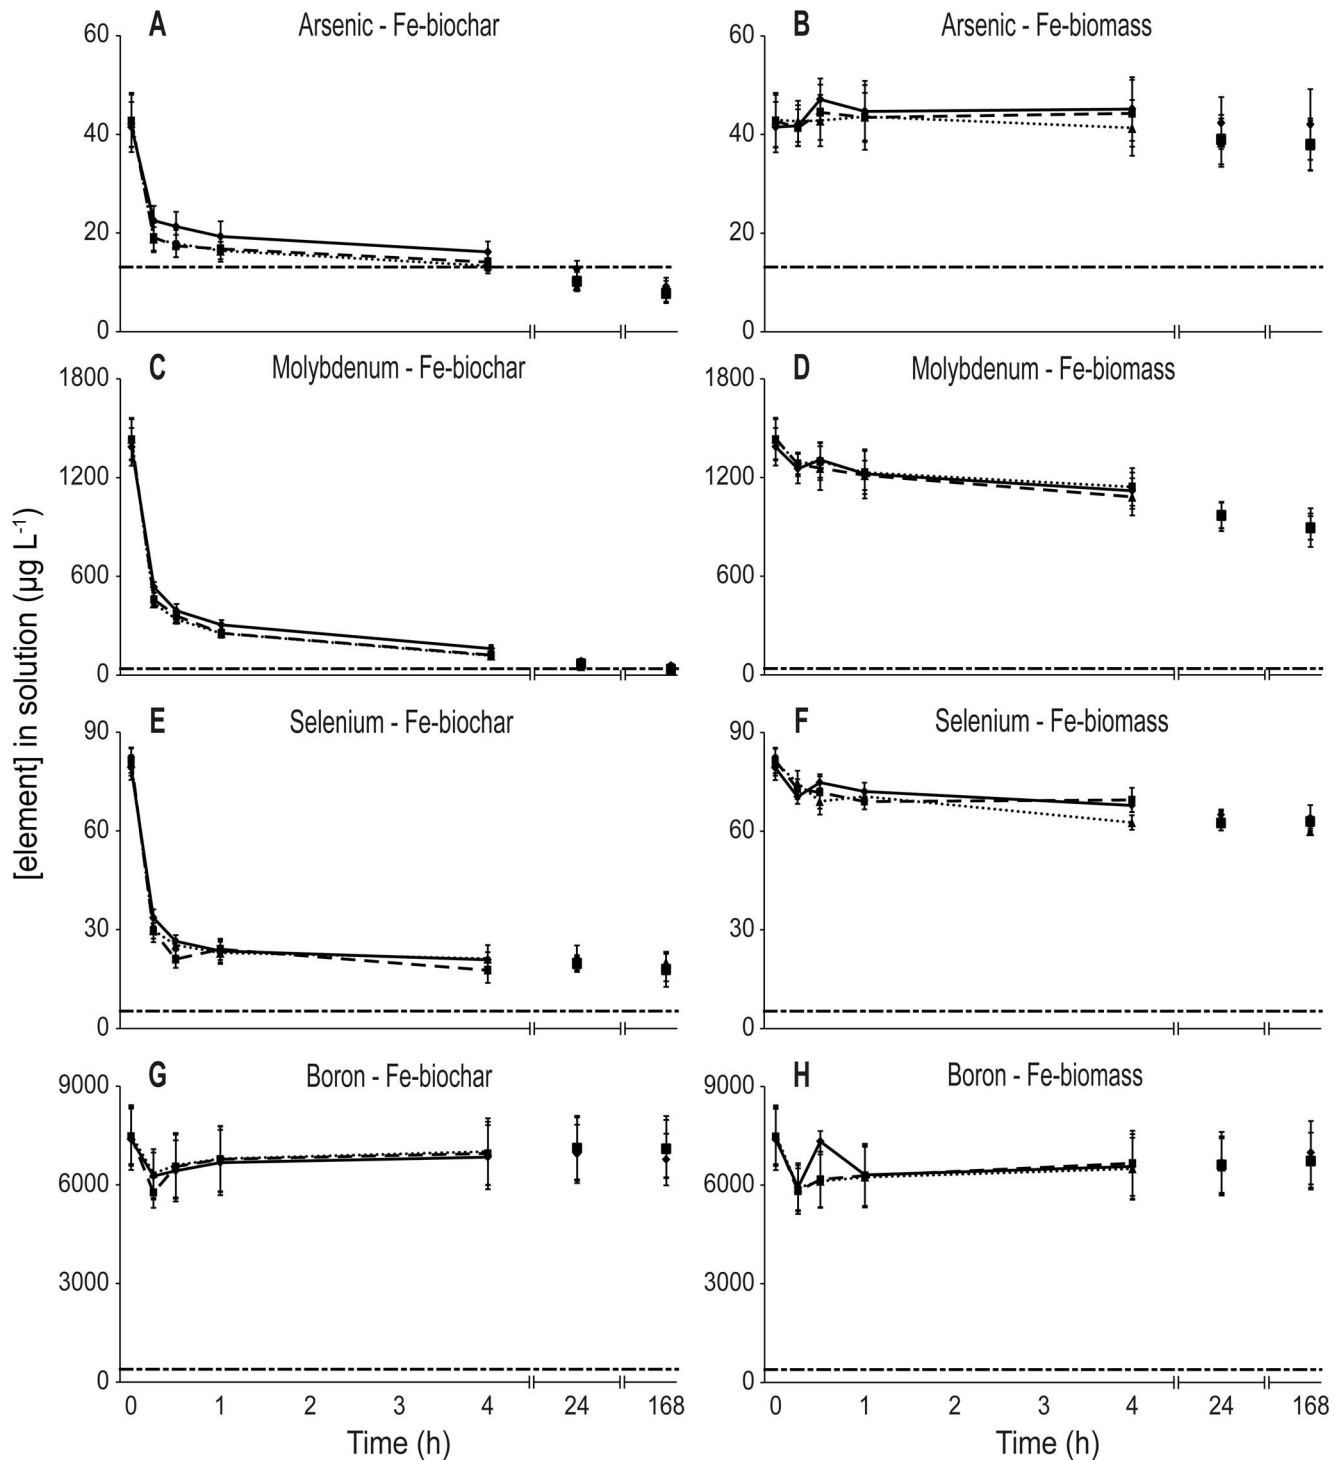 A Arsenic - Fe-biochar
60
40
20
0
B Arsenic - Fe-biomass
60
40
20
0
C Molybdenum - Fe-biochar
1800
1200
600
0
D Molybdenum - Fe-biomass
1800
1200
600
0
[element] in solution (µg L⁻¹)
E Selenium - Fe-biochar
90
60
30
0
F Selenium - Fe-biomass
90
60
30
0
G Boron - Fe-biochar
9000
6000
3000
0
0 1 2 3 4 24 168
Time (h)
H Boron - Fe-biomass
9000
6000
3000
0
0 1 2 3 4 24 168
Time (h)